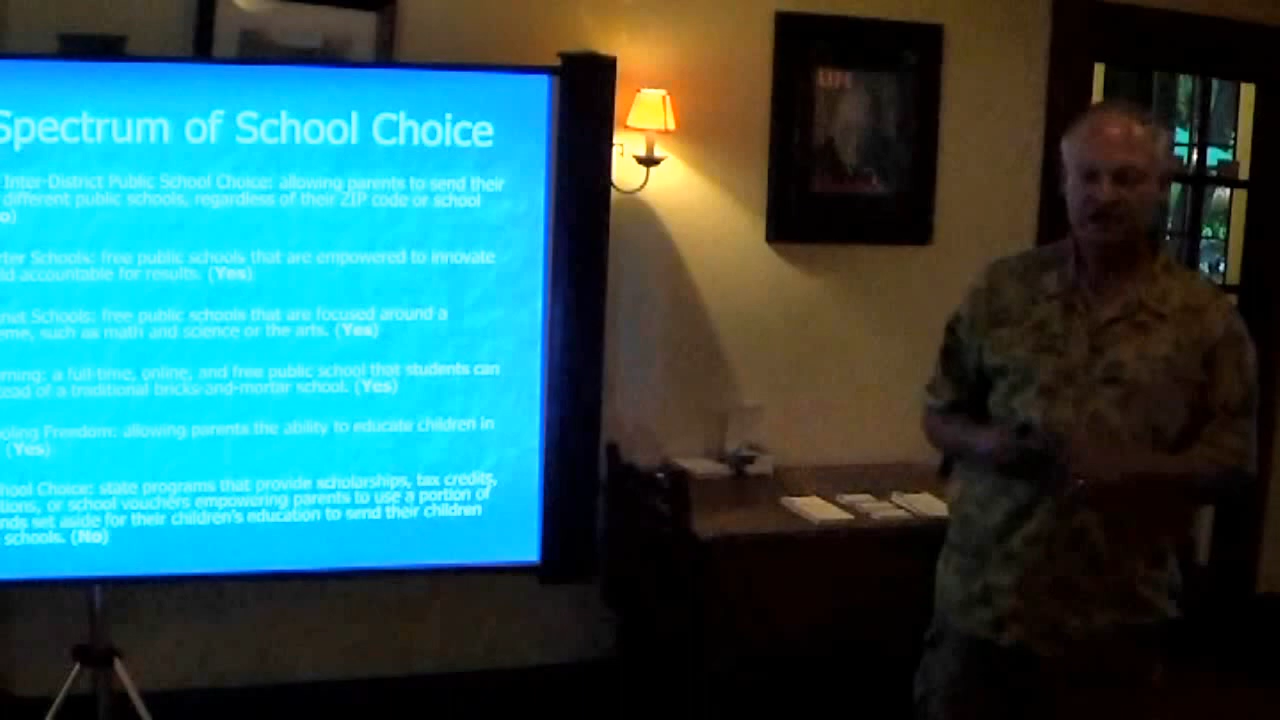 Spectrum of School Choice
Inter-District Public School Choice: allowing parents to send their
different public schools, regardless of their ZIP code or school
o)
rter Schools: free public schools that are empowered to innovate
ld accountable for results. (Yes)
net Schools: free public schools that are focused around a
eme, such as math and science or the arts. (Yes)
rning: a full-time, online, and free public school that students can
tead of a traditional bricks-and-mortar school. (Yes)
oling Freedom: allowing parents the ability to educate children in
(Yes)
hool Choice: state programs that provide scholarships, tax credits,
tions, or school vouchers empowering parents to use a portion of
nds set aside for their children's education to send their children
schools. (No)